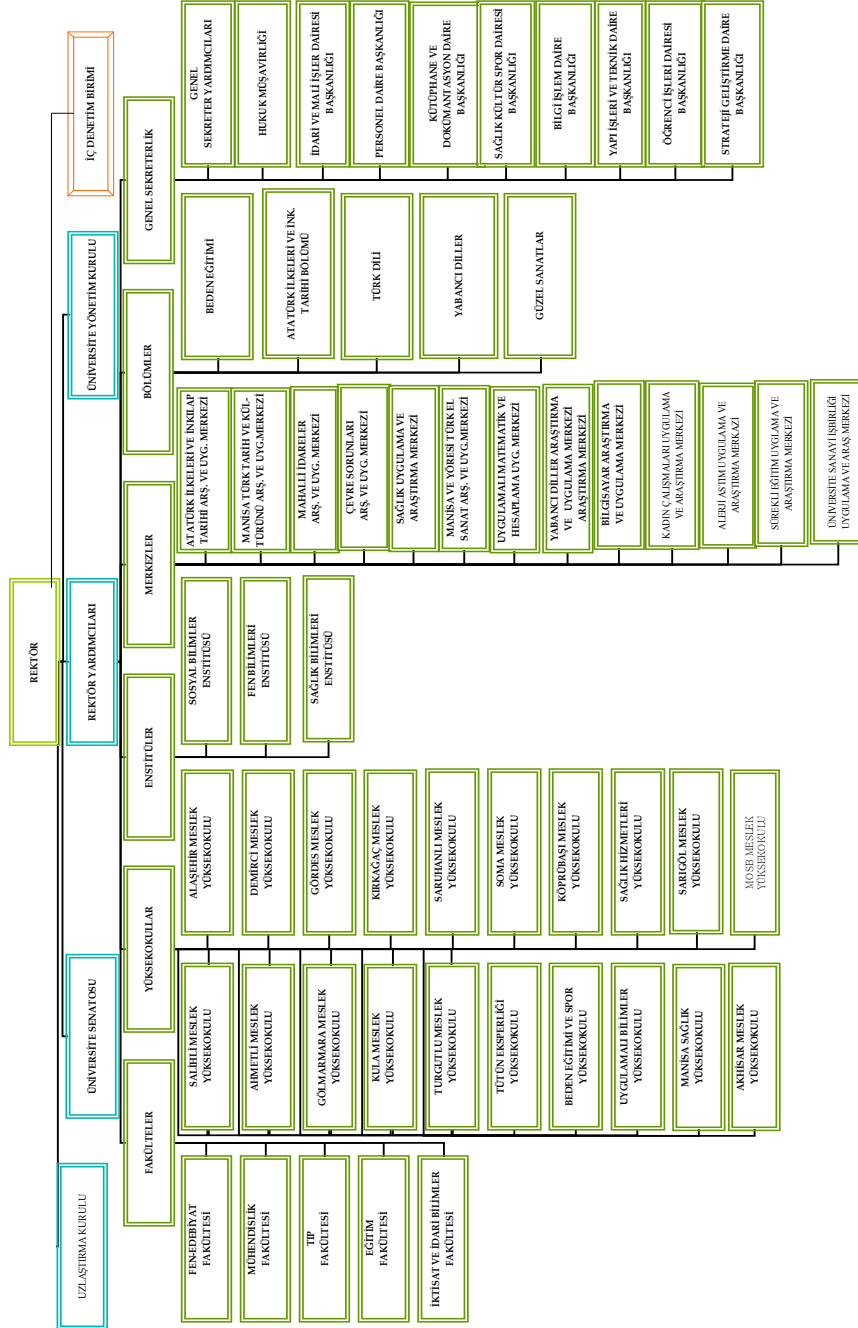 REKTÖR
UZLAŞTIRMA KURULU
ÜNİVERSİTE SENATOSU
REKTÖR YARDIMCILARI
ÜNİVERSİTE YÖNETİM KURULU
İÇ DENETİM BİRİMİ
FAKÜLTELER
YÜKSEKOKULLAR
ENSTİTÜLER
MERKEZLER
BÖLÜMLER
GENEL SEKRETERLİK
FEN-EDEBİYAT
FAKÜLTESİ
MÜHENDİSLİK
FAKÜLTESİ
TIP
FAKÜLTESİ
EĞİTİM
FAKÜLTESİ
İKTİSAT VE İDARİ BİLİMLER
FAKÜLTESİ
SALİHLİ MESLEK
YÜKSEKOKULU
AHMETLİ MESLEK
YÜKSEKOKULU
GÖLMARMARA MESLEK
YÜKSEKOKULU
KULA MESLEK
YÜKSEKOKULU
TURGUTLU MESLEK
YÜKSEKOKULU
TÜTÜN EKSPERLİĞİ
YÜKSEKOKULU
BEDEN EĞİTİMİ VE SPOR
YÜKSEKOKULU
UYGULAMALI BİLİMLER
YÜKSEKOKULU
MANİSA SAĞLIK
YÜKSEKOKULU
AKHİSAR MESLEK
YÜKSEKOKULU
ALAŞEHİR MESLEK
YÜKSEKOKULU
DEMİRCİ MESLEK
YÜKSEKOKULU
GÖRDES MESLEK
YÜKSEKOKULU
KIRKAĞAÇ MESLEK
YÜKSEKOKULU
SARUHANLI MESLEK
YÜKSEKOKULU
SOMA MESLEK
YÜKSEKOKULU
KÖPRÜBAŞI MESLEK
YÜKSEKOKULU
SAĞLIK HİZMETLERİ
YÜKSEKOKULU
SARIGÖL MESLEK
YÜKSEKOKULU
MOSB MESLEK
YÜKSEKOKULU
SOSYAL BİLİMLER
ENSTİTÜSÜ
FEN BİLİMLERİ
ENSTİTÜSÜ
SAĞLIK BİLİMLERİ
ENSTİTÜSÜ
ATATÜRK İLKELERİ VE İNKILAP
TARİHİ ARŞ. VE UYG. MERKEZİ
MANİSA TÜRK TARİH VE KÜL-
TÜRÜNÜ ARŞ. VE UYG.MERKEZİ
MAHALLİ İDARELER
ARŞ. VE UYG. MERKEZİ
ÇEVRE SORUNLARI
ARŞ. VE UYG. MERKEZİ
SAĞLIK UYGULAMA VE
ARAŞTIRMA MERKEZİ
MANİSA VE YÖRESİ TÜRK EL
SANAT ARŞ. VE UYG.MERKEZİ
UYGULAMALI MATEMATİK VE
HESAPLAMA UYG. MERKEZİ
YABANCI DİLLER ARAŞTIRMA
VE UYGULAMA MERKEZİ
ARAŞTIRMA MERKEZİ
BİLGİSAYAR ARAŞTIRMA
VE UYGULAMA MERKEZİ
KADIN ÇALIŞMALARI UYGULAMA
VE ARAŞTIRMA MERKEZİ
ALERJİ ASTIM UYGULAMA VE
ARAŞTIRMA MERKAZİ
SÜREKLİ EĞİTİM UYGLAMA VE
ARAŞTIRMA MERKEZİ
ÜNİVERSİTE SANAYİ İŞBİRLİĞİ
UYGULAMA VE ARAŞ.MERKEZİ
BEDEN EĞİTİMİ
ATATÜRK İLKELERİ VE İNK.
TARİHİ BÖLÜMÜ
TÜRK DİLİ
YABANCI DİLLER
GÜZEL SANATLAR
GENEL
SEKRETER YARDIMCILARI
HUKUK MÜŞAVİRLİĞİ
İDARİ VE MALİ İŞLER DAİRESİ
BAŞKANLIĞI
PERSONEL DAİRE BAŞKANLIĞI
KÜTÜPHANE VE
DOKÜMANTASYON DAİRE
BAŞKANLIĞI
SAĞLIK KÜLTÜR SPOR DAİRESİ
BAŞKANLIĞI
BİLGİ İŞLEM DAİRE
BAŞKANLIĞI
YAPI İŞLERİ VE TEKNİK DAİRE
BAŞKANLIĞI
ÖĞRENCİ İŞLERİ DAİRESİ
BAŞKANLIĞI
STRATEJİ GELİŞTİRME DAİRE
BAŞKANLIĞI